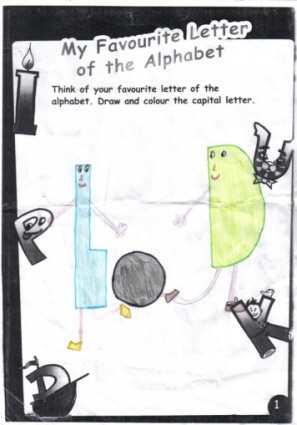 My Favourite Letter
of the Alphabet
Think of your favourite letter of the
alphabet. Draw and colour the capital letter.
I
U
P
L
D
K
D
1